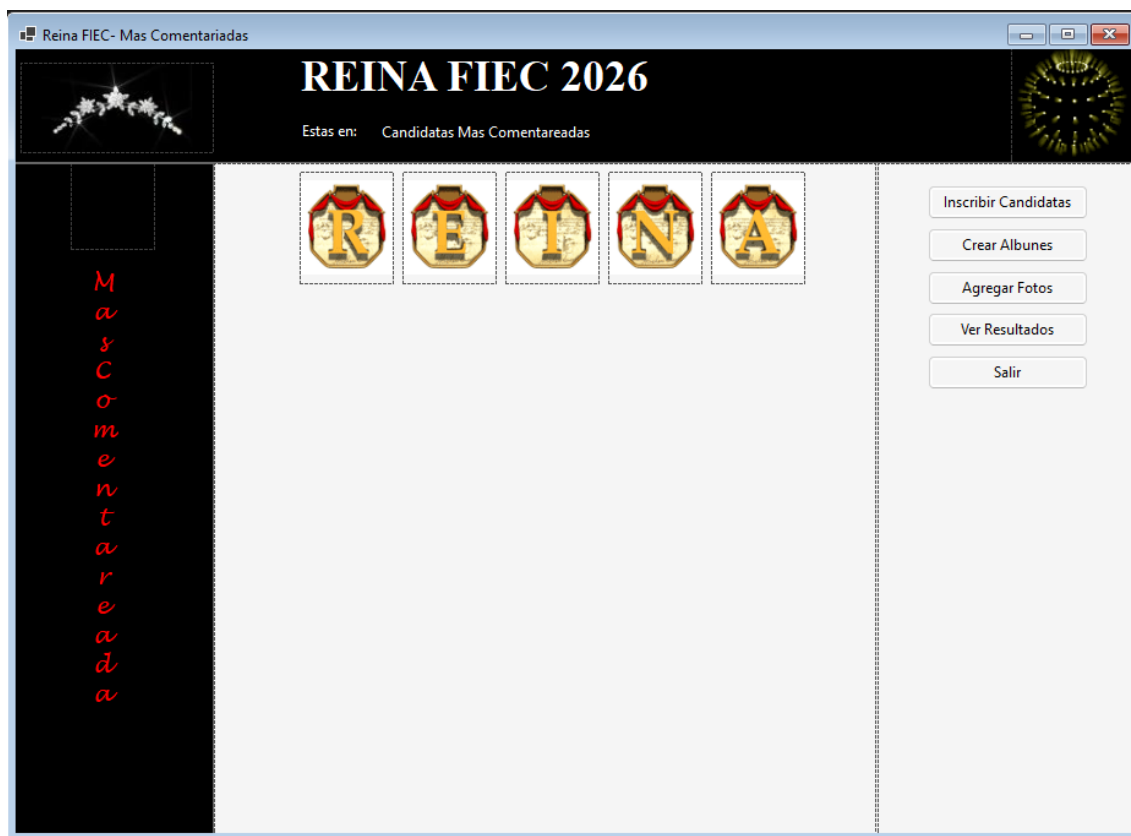 Reina FIEC- Mas Comentariadas
REINA FIEC 2026
Estas en: Candidatas Mas Comentareadas
M
a
s
C
o
m
e
n
t
a
r
e
a
d
a
R E I N A
Inscribir Candidatas
Crear Albunes
Agregar Fotos
Ver Resultados
Salir